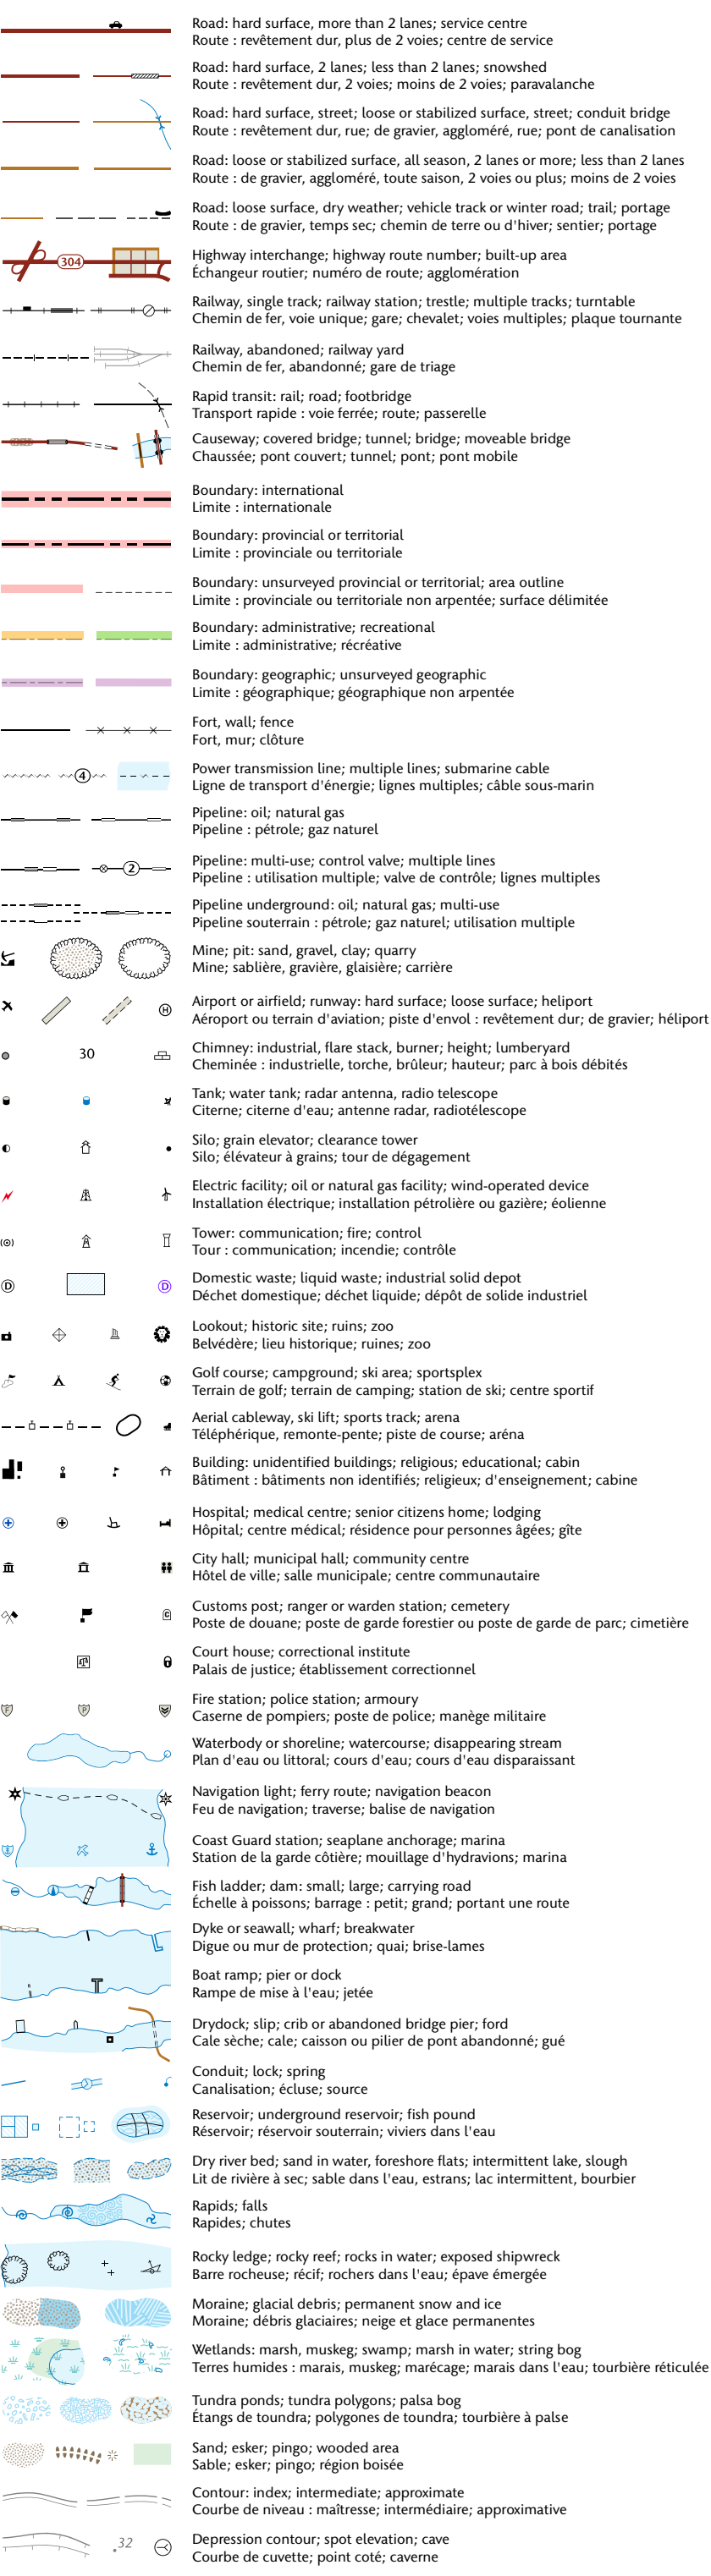 Road: hard surface, more than 2 lanes; service centre
Route : revêtement dur, plus de 2 voies; centre de service
Road: hard surface, 2 lanes; less than 2 lanes; snowshed
Route : revêtement dur, 2 voies; moins de 2 voies; paravalanche
Road: hard surface, street; loose or stabilized surface, street; conduit bridge
Route : revêtement dur, rue; de gravier, aggloméré, rue; pont de canalisation
Road: loose or stabilized surface, all season, 2 lanes or more; less than 2 lanes
Route : de gravier, aggloméré, toute saison, 2 voies ou plus; moins de 2 voies
Road: loose surface, dry weather; vehicle track or winter road; trail; portage
Route : de gravier, temps sec; chemin de terre ou d'hiver; sentier; portage
304
Highway interchange; highway route number; built-up area
Échangeur routier; numéro de route; agglomération
Railway, single track; railway station; trestle; multiple tracks; turntable
Chemin de fer, voie unique; gare; chevalet; voies multiples; plaque tournante
Railway, abandoned; railway yard
Chemin de fer, abandonné; gare de triage
Rapid transit: rail; road; footbridge
Transport rapide : voie ferrée; route; passerelle
Causeway; covered bridge; tunnel; bridge; moveable bridge
Chaussée; pont couvert; tunnel; pont; pont mobile
Boundary: international
Limite : internationale
Boundary: provincial or territorial
Limite : provinciale ou territoriale
Boundary: unsurveyed provincial or territorial; area outline
Limite : provinciale ou territoriale non arpentée; surface délimitée
Boundary: administrative; recreational
Limite : administrative; récréative
Boundary: geographic; unsurveyed geographic
Limite : géographique; géographique non arpentée
Fort, wall; fence
Fort, mur; clôture
4
Power transmission line; multiple lines; submarine cable
Ligne de transport d'énergie; lignes multiples; câble sous-marin
Pipeline: oil; natural gas
Pipeline : pétrole; gaz naturel
2
Pipeline: multi-use; control valve; multiple lines
Pipeline : utilisation multiple; valve de contrôle; lignes multiples
Pipeline underground: oil; natural gas; multi-use
Pipeline souterrain : pétrole; gaz naturel; utilisation multiple
Mine; pit: sand, gravel, clay; quarry
Mine; sablière, gravière, glaisière; carrière
H
Airport or airfield; runway: hard surface; loose surface; heliport
Aéroport ou terrain d'aviation; piste d'envol : revêtement dur; de gravier; héliport
30
Chimney: industrial, flare stack, burner; height; lumberyard
Cheminée : industrielle, torche, brûleur; hauteur; parc à bois débités
Tank; water tank; radar antenna, radio telescope
Citerne; citerne d'eau; antenne radar, radiotélescope
Silo; grain elevator; clearance tower
Silo; élévateur à grains; tour de dégagement
Electric facility; oil or natural gas facility; wind-operated device
Installation électrique; installation pétrolière ou gazière; éolienne
Tower: communication; fire; control
Tour : communication; incendie; contrôle
D D
Domestic waste; liquid waste; industrial solid depot
Déchet domestique; déchet liquide; dépôt de solide industriel
Lookout; historic site; ruins; zoo
Belvédère; lieu historique; ruines; zoo
Golf course; campground; ski area; sportsplex
Terrain de golf; terrain de camping; station de ski; centre sportif
Aerial cableway, ski lift; sports track; arena
Téléphérique, remonte-pente; piste de course; aréna
Building: unidentified buildings; religious; educational; cabin
Bâtiment : bâtiments non identifiés; religieux; d'enseignement; cabine
Hospital; medical centre; senior citizens home; lodging
Hôpital; centre médical; résidence pour personnes âgées; gîte
City hall; municipal hall; community centre
Hôtel de ville; salle municipale; centre communautaire
C
Customs post; ranger or warden station; cemetery
Poste de douane; poste de garde forestier ou poste de garde de parc; cimetière
Court house; correctional institute
Palais de justice; établissement correctionnel
F P
Fire station; police station; armoury
Caserne de pompiers; poste de police; manège militaire
Waterbody or shoreline; watercourse; disappearing stream
Plan d'eau ou littoral; cours d'eau; cours d'eau disparaissant
Navigation light; ferry route; navigation beacon
Feu de navigation; traverse; balise de navigation
Coast Guard station; seaplane anchorage; marina
Station de la garde côtière; mouillage d'hydravions; marina
Fish ladder; dam: small; large; carrying road
Échelle à poissons; barrage : petit; grand; portant une route
Dyke or seawall; wharf; breakwater
Digue ou mur de protection; quai; brise-lames
Boat ramp; pier or dock
Rampe de mise à l'eau; jetée
Drydock; slip; crib or abandoned bridge pier; ford
Cale sèche; cale; caisson ou pilier de pont abandonné; gué
Conduit; lock; spring
Canalisation; écluse; source
Reservoir; underground reservoir; fish pound
Réservoir; réservoir souterrain; viviers dans l'eau
Dry river bed; sand in water, foreshore flats; intermittent lake, slough
Lit de rivière à sec; sable dans l'eau, estrans; lac intermittent, bourbier
Rapids; falls
Rapides; chutes
Rocky ledge; rocky reef; rocks in water; exposed shipwreck
Barre rocheuse; récif; rochers dans l'eau; épave émergée
Moraine; glacial debris; permanent snow and ice
Moraine; débris glaciaires; neige et glace permanentes
Wetlands: marsh, muskeg; swamp; marsh in water; string bog
Terres humides : marais, muskeg; marécage; marais dans l'eau; tourbière réticulée
Tundra ponds; tundra polygons; palsa bog
Étangs de toundra; polygones de toundra; tourbière à palse
Sand; esker; pingo; wooded area
Sable; esker; pingo; région boisée
Contour: index; intermediate; approximate
Courbe de niveau : maîtresse; intermédiaire; approximative
.32
Depression contour; spot elevation; cave
Courbe de cuvette; point coté; caverne